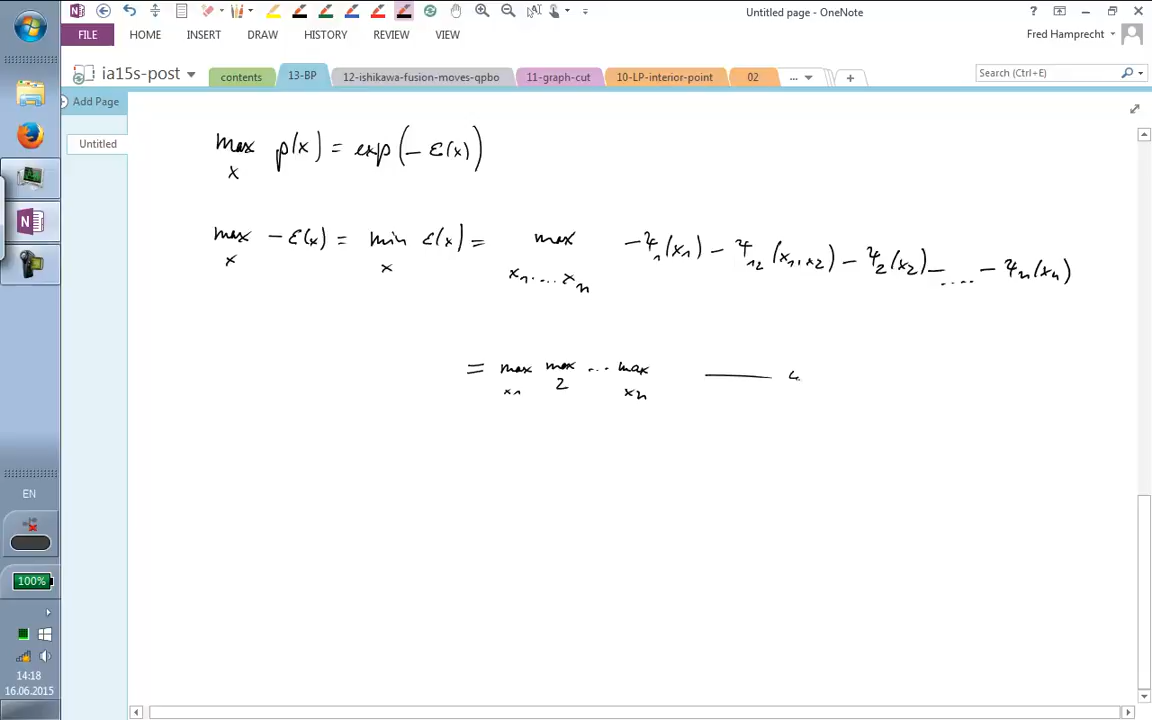 Untitled page - OneNote
FILE HOME INSERT DRAW HISTORY REVIEW VIEW
Fred Hamprecht
ia15s-post contents 13-BP 12-ishikawa-fusion-moves-qpbo 11-graph-cut 10-LP-interior-point 02 ... +
Search (Ctrl+E)
Add Page
Untitled
max p(x) = exp(- ε(x))
x
max - ε(x) = min ε(x) = max -Ψ₁(x₁) - Ψ₁₂(x₁,x₂) - Ψ₂(x₂) - .... - Ψₙ(xₙ)
x x x₁....xₙ
= max max ... max ——
x₁ 2 xₙ
EN
100%
14:18
16.06.2015